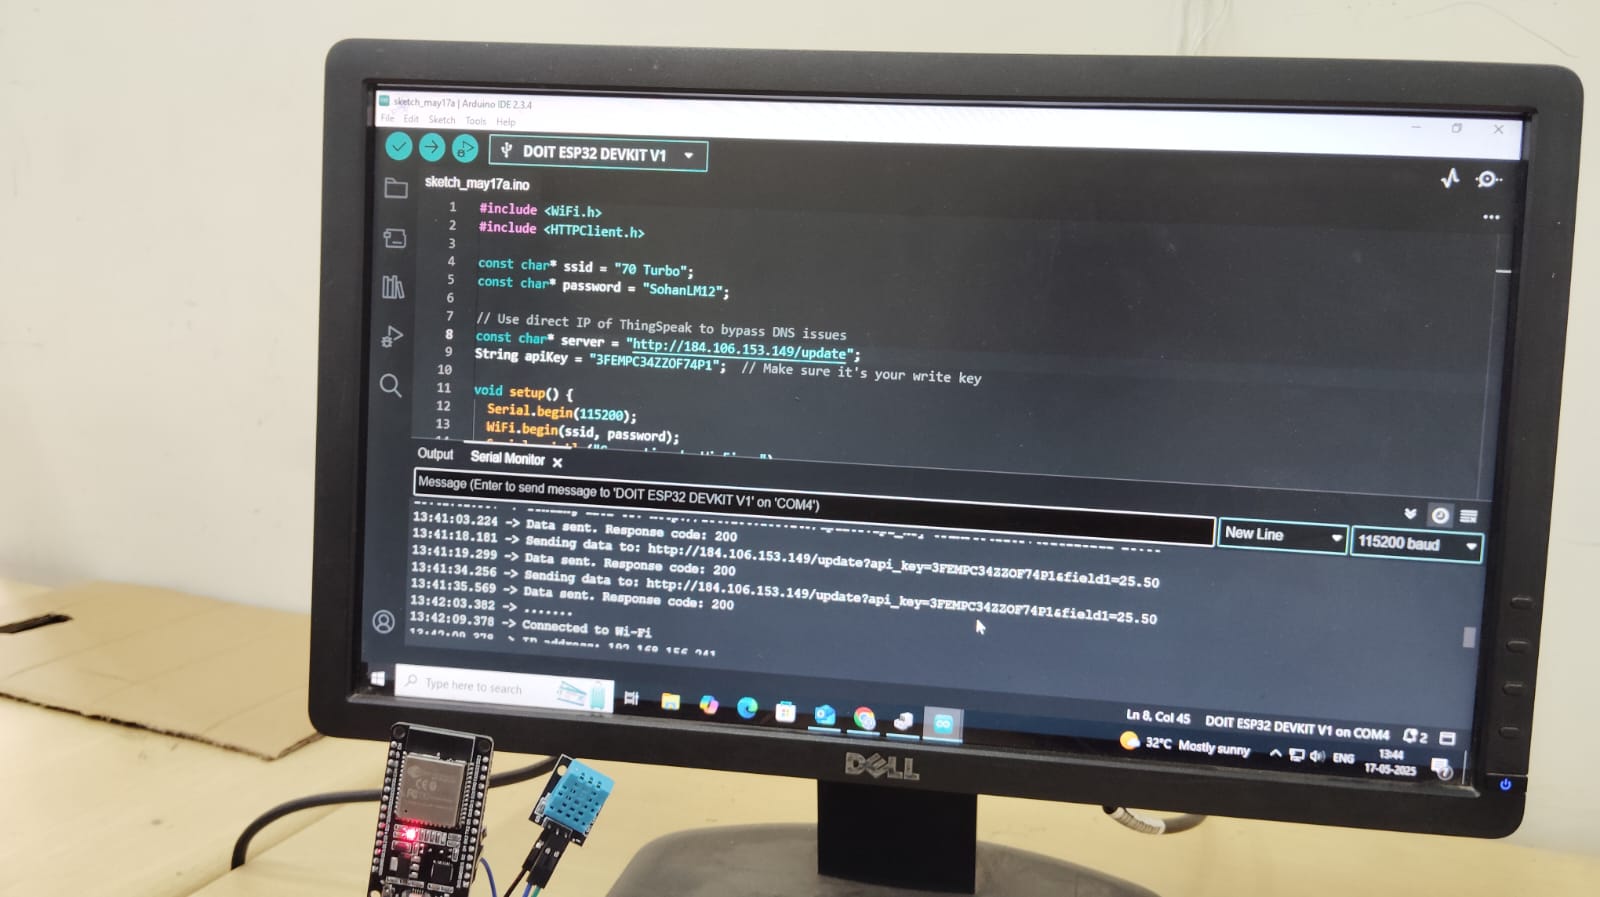 sketch_may17a | Arduino IDE 2.3.4
File Edit Sketch Tools Help
DOIT ESP32 DEVKIT V1
sketch_may17a.ino
1 #include <WiFi.h>
2 #include <HTTPClient.h>
3
4 const char* ssid = "70 Turbo";
5 const char* password = "SohanLM12";
6
7 // Use direct IP of ThingSpeak to bypass DNS issues
8 const char* server = "http://184.106.153.149/update";
9 String apiKey = "3FEMPC34ZZOF74P1"; // Make sure it's your write key
10
11 void setup() {
12 Serial.begin(115200);
13 WiFi.begin(ssid, password);
Output Serial Monitor
Message (Enter to send message to 'DOIT ESP32 DEVKIT V1' on 'COM4')
New Line 115200 baud
13:41:03.224 -> Data sent. Response code: 200
13:41:18.181 -> Sending data to: http://184.106.153.149/update?api_key=3FEMPC34ZZOF74P1&field1=25.50
13:41:19.299 -> Data sent. Response code: 200
13:41:34.256 -> Sending data to: http://184.106.153.149/update?api_key=3FEMPC34ZZOF74P1&field1=25.50
13:41:35.569 -> Data sent. Response code: 200
13:42:03.382 -> .......
13:42:09.378 -> Connected to Wi-Fi
13:42:09.378 -> IP address: 192.168.156.241
Ln 8, Col 45 DOIT ESP32 DEVKIT V1 on COM4 2
Type here to search
32°C Mostly sunny ENG 13:44
17-05-2025
DELL